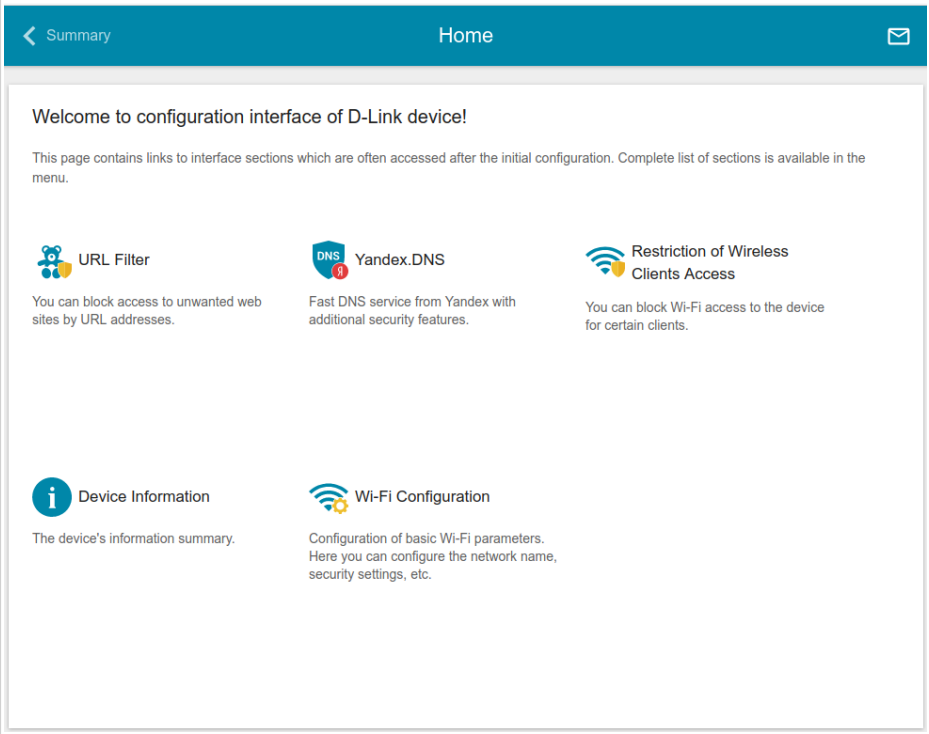 Summary
Home
Welcome to configuration interface of D-Link device!
This page contains links to interface sections which are often accessed after the initial configuration. Complete list of sections is available in the
menu.
URL Filter
You can block access to unwanted web
sites by URL addresses.
DNS
Я
Yandex.DNS
Fast DNS service from Yandex with
additional security features.
Restriction of Wireless
Clients Access
You can block Wi-Fi access to the device
for certain clients.
i
Device Information
The device's information summary.
Wi-Fi Configuration
Configuration of basic Wi-Fi parameters.
Here you can configure the network name,
security settings, etc.